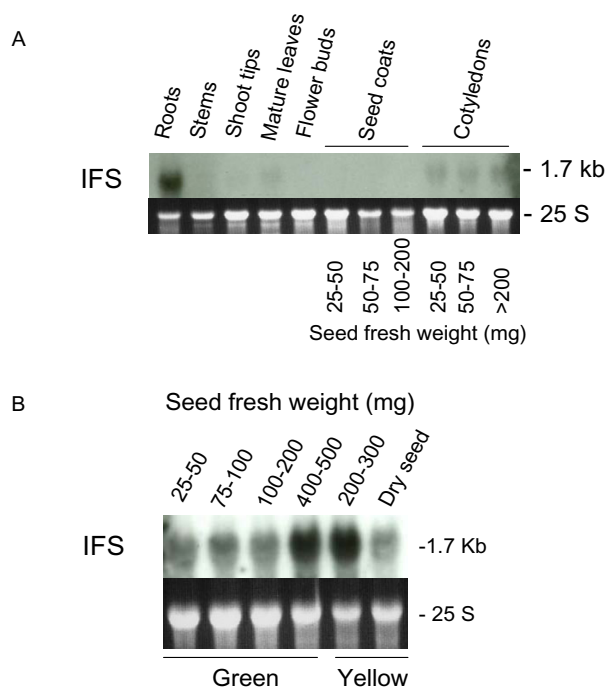 A
Roots
Stems
Shoot tips
Mature leaves
Flower buds
Seed coats
Cotyledons
IFS
- 1.7 kb
- 25 S
25-50
50-75
100-200
25-50
50-75
>200
Seed fresh weight (mg)
B
Seed fresh weight (mg)
25-50
75-100
100-200
400-500
200-300
Dry seed
IFS
-1.7 Kb
- 25 S
Green
Yellow